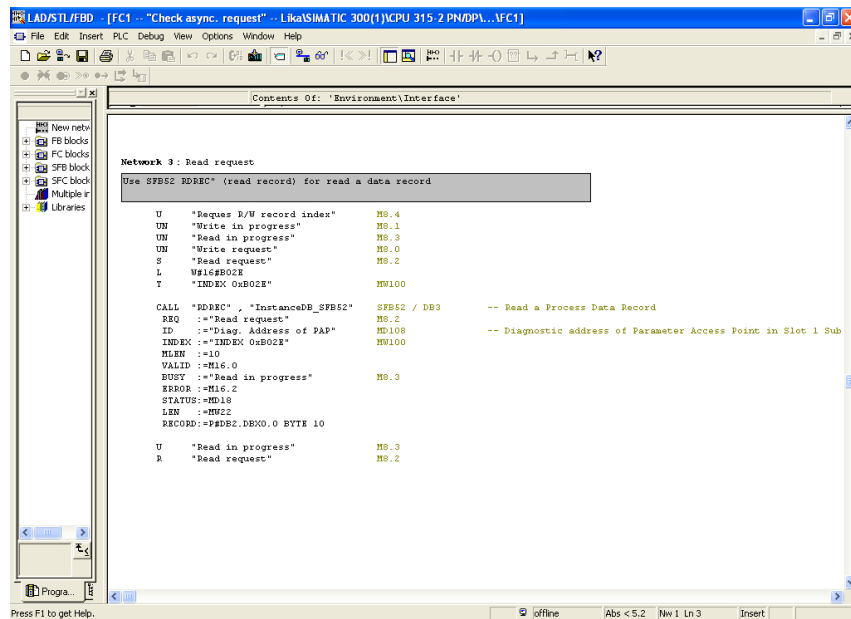 LAD/STL/FBD - [FC1 -- "Check async. request" -- Lika\SIMATIC 300(1)\CPU 315-2 PN/DP\...\FC1]
File Edit Insert PLC Debug View Options Window Help
Contents Of: 'Environment\Interface'
New netw
FB blocks
FC blocks
SFB block
SFC block
Multiple ir
Libraries
Network 3 : Read request
Use SFB52 RDREC" (read record) for read a data record
U "Reques R/W record index" M8.4
UN "Write in progress" M8.1
UN "Read in progress" M8.3
UN "Write request" M8.0
S "Read request" M8.2
L W#16#B02E
T "INDEX 0xB02E" MW100
CALL "RDREC" , "InstanceDB_SFB52" SFB52 / DB3 -- Read a Process Data Record
REQ :="Read request" M8.2
ID :="Diag. Address of PAP" MD108 -- Diagnostic address of Parameter Access Point in Slot 1 Sub
INDEX :="INDEX 0xB02E" MW100
MLEN :=10
VALID :=M16.0
BUSY :="Read in progress" M8.3
ERROR :=M16.2
STATUS:=MD18
LEN :=MW22
RECORD:=P#DB2.DBX0.0 BYTE 10
U "Read in progress" M8.3
R "Read request" M8.2
Progra...
Press F1 to get Help.
offline Abs < 5.2 Nw 1 Ln 3 Insert